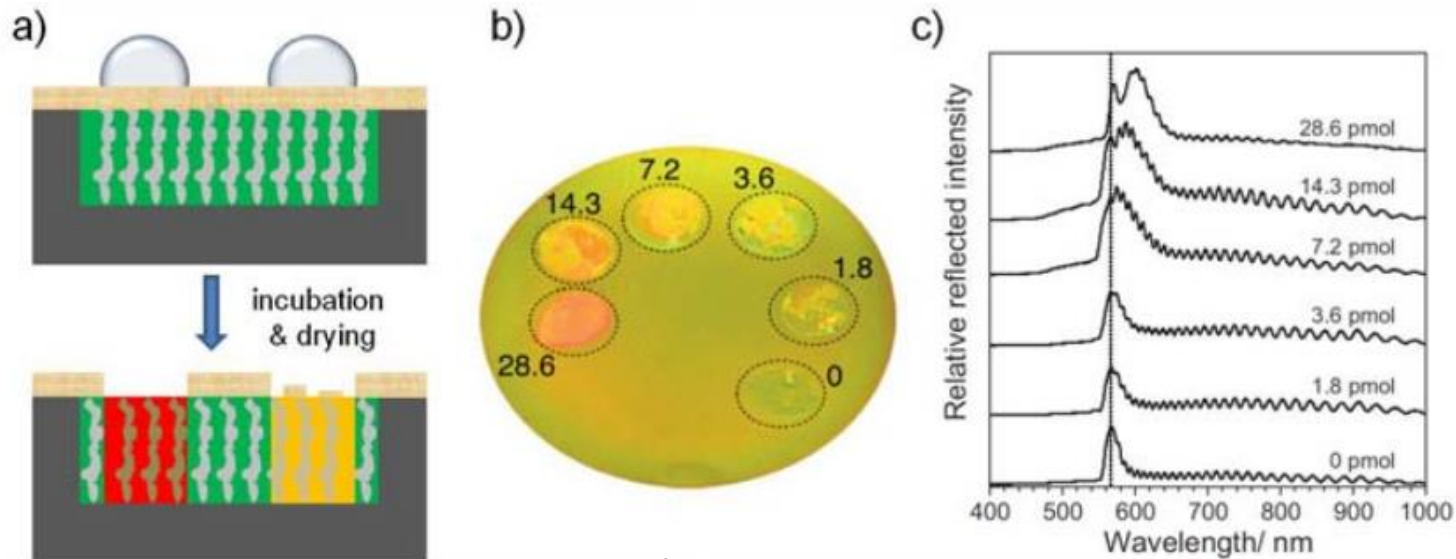 a)
incubation
& drying
b)
7.2
3.6
14.3
1.8
28.6
0
c)
Relative reflected intensity
28.6 pmol
14.3 pmol
7.2 pmol
3.6 pmol
1.8 pmol
0 pmol
400 500 600 700 800 900 1000
Wavelength/ nm